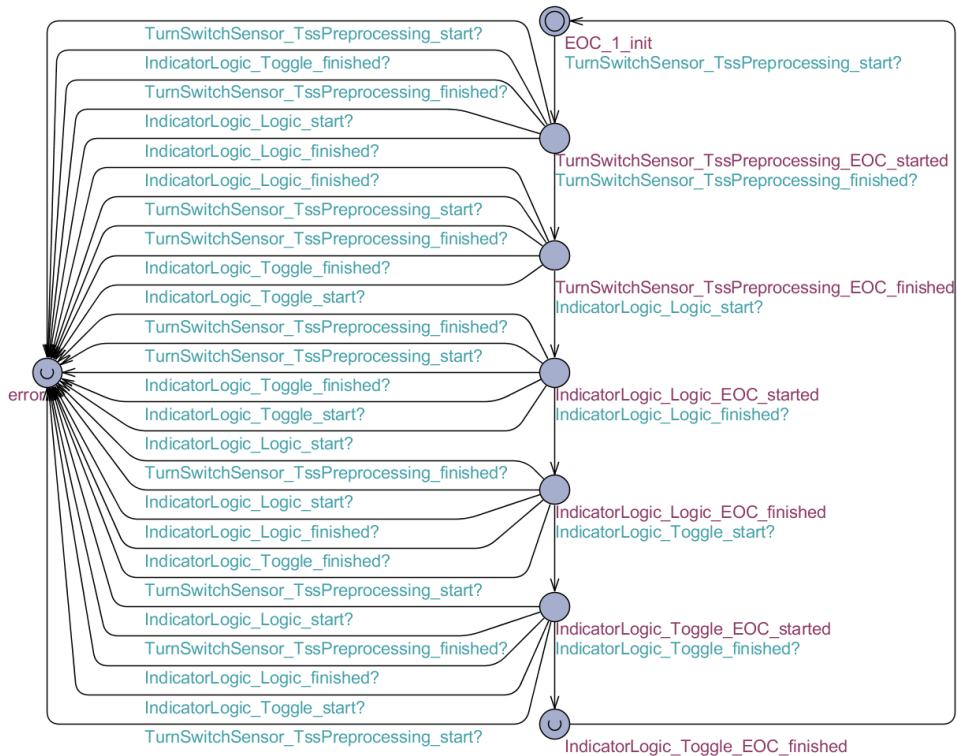 TurnSwitchSensor_TssPreprocessing_start?
EOC_1_init
IndicatorLogic_Toggle_finished?
TurnSwitchSensor_TssPreprocessing_start?
TurnSwitchSensor_TssPreprocessing_finished?
IndicatorLogic_Logic_start?
IndicatorLogic_Logic_finished?
TurnSwitchSensor_TssPreprocessing_EOC_started
IndicatorLogic_Logic_finished?
TurnSwitchSensor_TssPreprocessing_finished?
TurnSwitchSensor_TssPreprocessing_start?
TurnSwitchSensor_TssPreprocessing_finished?
IndicatorLogic_Toggle_finished?
TurnSwitchSensor_TssPreprocessing_EOC_finished
IndicatorLogic_Toggle_start?
IndicatorLogic_Logic_start?
TurnSwitchSensor_TssPreprocessing_finished?
TurnSwitchSensor_TssPreprocessing_start?
IndicatorLogic_Toggle_finished?
error
IndicatorLogic_Logic_EOC_started
IndicatorLogic_Toggle_start?
IndicatorLogic_Logic_finished?
IndicatorLogic_Logic_start?
TurnSwitchSensor_TssPreprocessing_finished?
IndicatorLogic_Logic_start?
IndicatorLogic_Logic_EOC_finished
IndicatorLogic_Logic_finished?
IndicatorLogic_Toggle_start?
IndicatorLogic_Toggle_finished?
TurnSwitchSensor_TssPreprocessing_start?
IndicatorLogic_Logic_start?
IndicatorLogic_Toggle_EOC_started
TurnSwitchSensor_TssPreprocessing_finished?
IndicatorLogic_Toggle_finished?
IndicatorLogic_Logic_finished?
IndicatorLogic_Toggle_start?
TurnSwitchSensor_TssPreprocessing_start?
IndicatorLogic_Toggle_EOC_finished